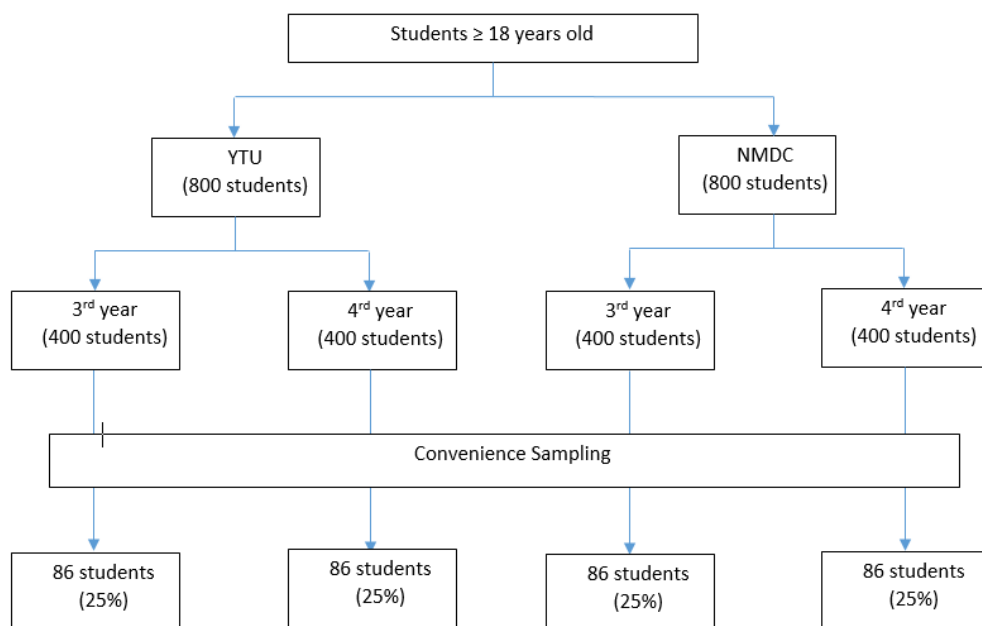 Students ≥ 18 years old
YTU
(800 students)
NMDC
(800 students)
3rd year
(400 students)
4rd year
(400 students)
3rd year
(400 students)
4rd year
(400 students)
Convenience Sampling
86 students
(25%)
86 students
(25%)
86 students
(25%)
86 students
(25%)